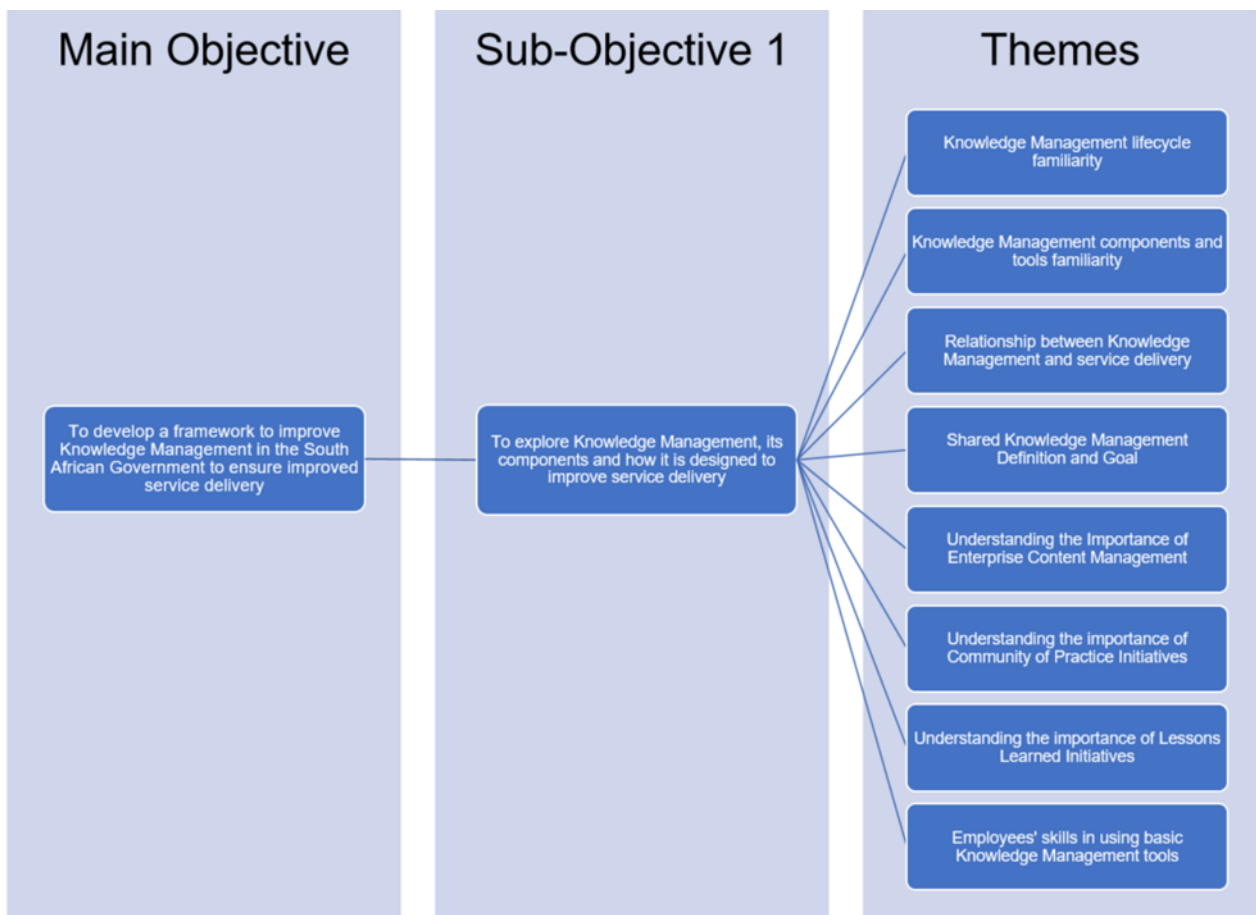 Main Objective
Sub-Objective 1
Themes
To develop a framework to improve
Knowledge Management in the South
African Government to ensure improved
service delivery
To explore Knowledge Management, its
components and how it is designed to
improve service delivery
Knowledge Management lifecycle
familiarity
Knowledge Management components and
tools familiarity
Relationship between Knowledge
Management and service delivery
Shared Knowledge Management
Definition and Goal
Understanding the Importance of
Enterprise Content Management
Understanding the importance of
Community of Practice Initiatives
Understanding the importance of Lessons
Learned Initiatives
Employees' skills in using basic
Knowledge Management tools